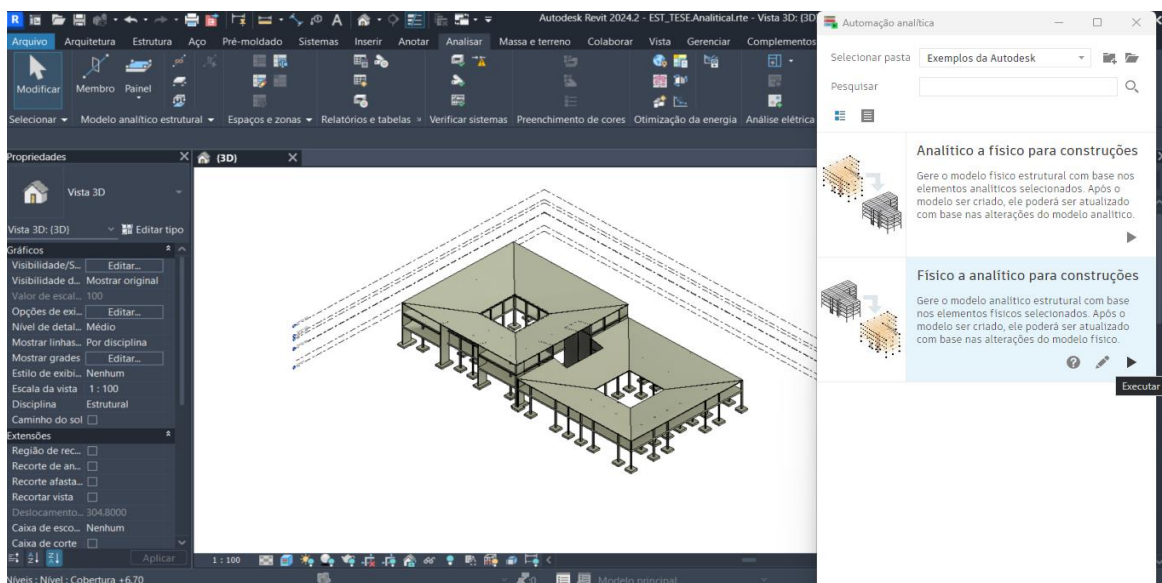 Autodesk Revit 2024.2 - EST_TESE.Analitical.rte - Vista 3D: {3D}
Arquivo Arquitetura Estrutura Aço Pré-moldado Sistemas Inserir Anotar Analisar Massa e terreno Colaborar Vista Gerenciar Complementos
Modificar Membro Painel
Selecionar Modelo analítico estrutural Espaços e zonas Relatórios e tabelas Verificar sistemas Preenchimento de cores Otimização da energia Análise elétrica
Propriedades
Vista 3D
Vista 3D: {3D} Editar tipo
Gráficos
Visibilidade/S... Editar...
Visibilidade d... Mostrar original
Valor de escal... 100
Opções de exi... Editar...
Nível de detal... Médio
Mostrar linhas... Por disciplina
Mostrar grades Editar...
Estilo de exibi... Nenhum
Escala da vista 1 : 100
Disciplina Estrutural
Caminho do sol
Extensões
Região de rec...
Recorte de an...
Recorte afasta...
Recortar vista
Deslocamento... 304.8000
Caixa de esco... Nenhum
Caixa de corte
Aplicar
Níveis : Nível : Cobertura +6.70
{3D}
1 : 100
:0 Modelo principal
Automação analítica
Selecionar pasta Exemplos da Autodesk
Pesquisar
Analítico a físico para construções
Gere o modelo físico estrutural com base nos
elementos analíticos selecionados. Após o
modelo ser criado, ele poderá ser atualizado
com base nas alterações do modelo analítico.
Físico a analítico para construções
Gere o modelo analítico estrutural com base
nos elementos físicos selecionados. Após o
modelo ser criado, ele poderá ser atualizado
com base nas alterações do modelo físico.
Executar